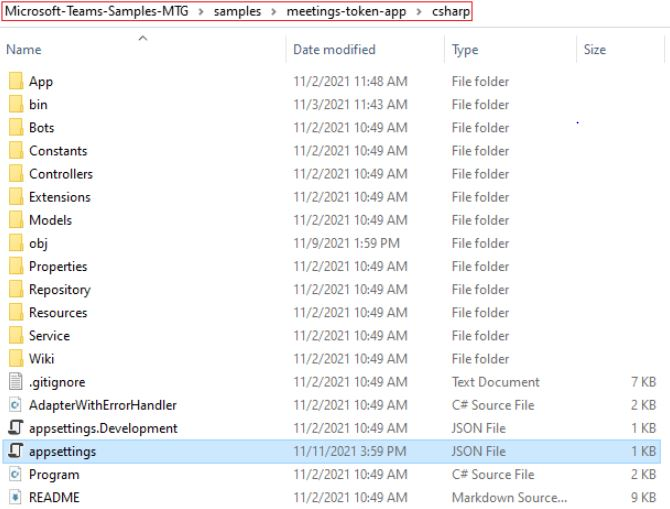 Microsoft-Teams-Samples-MTG > samples > meetings-token-app > csharp
Name Date modified Type Size
App 11/2/2021 11:48 AM File folder
bin 11/3/2021 11:43 AM File folder
Bots 11/2/2021 10:49 AM File folder
Constants 11/2/2021 10:49 AM File folder
Controllers 11/2/2021 10:49 AM File folder
Extensions 11/2/2021 10:49 AM File folder
Models 11/2/2021 10:49 AM File folder
obj 11/9/2021 1:59 PM File folder
Properties 11/2/2021 10:49 AM File folder
Repository 11/2/2021 10:49 AM File folder
Resources 11/2/2021 10:49 AM File folder
Service 11/2/2021 10:49 AM File folder
Wiki 11/2/2021 10:49 AM File folder
.gitignore 11/2/2021 10:49 AM Text Document 7 KB
AdapterWithErrorHandler 11/2/2021 10:49 AM C# Source File 2 KB
appsettings.Development 11/2/2021 10:49 AM JSON File 1 KB
appsettings 11/11/2021 3:59 PM JSON File 1 KB
Program 11/2/2021 10:49 AM C# Source File 2 KB
README 11/2/2021 10:49 AM Markdown Source... 9 KB